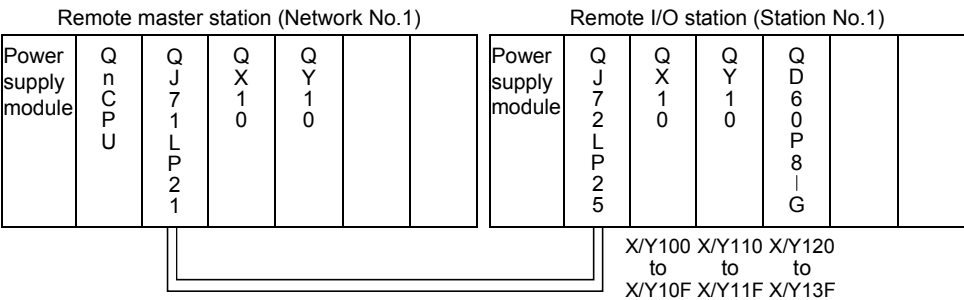 Remote master station (Network No.1)
Power
supply
module
QnCPU
QJ71LP21
QX10
QY10
Remote I/O station (Station No.1)
Power
supply
module
QJ72LP25
QX10
QY10
QD60P8-G
X/Y100 X/Y110 X/Y120
to to to
X/Y10F X/Y11F X/Y13F